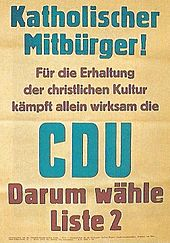 Katholischer
Mitbürger!
Für die Erhaltung
der christlichen Kultur
kämpft allein wirksam die
CDU
Darum wähle
Liste 2